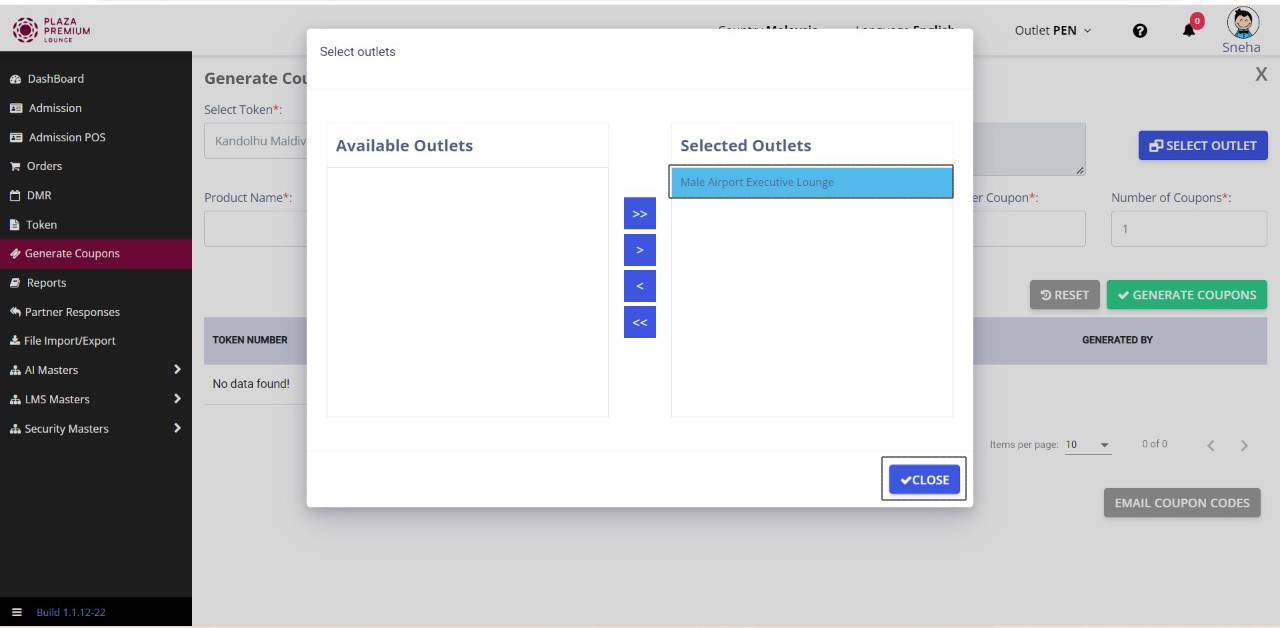 PLAZA
PREMIUM
LOUNGE
Outlet PEN
0
Sneha
DashBoard
Admission
Admission POS
Orders
DMR
Token
Generate Coupons
Reports
Partner Responses
File Import/Export
AI Masters
LMS Masters
Security Masters
Build 1.1.12-22
Generate Cou
X
Select Token*:
Kandolhu Maldiv
SELECT OUTLET
Product Name*:
er Coupon*:
Number of Coupons*:
1
RESET
GENERATE COUPONS
TOKEN NUMBER
GENERATED BY
No data found!
Items per page: 10
0 of 0
EMAIL COUPON CODES
Select outlets
Available Outlets
Selected Outlets
Male Airport Executive Lounge
>>
>
<
<<
CLOSE